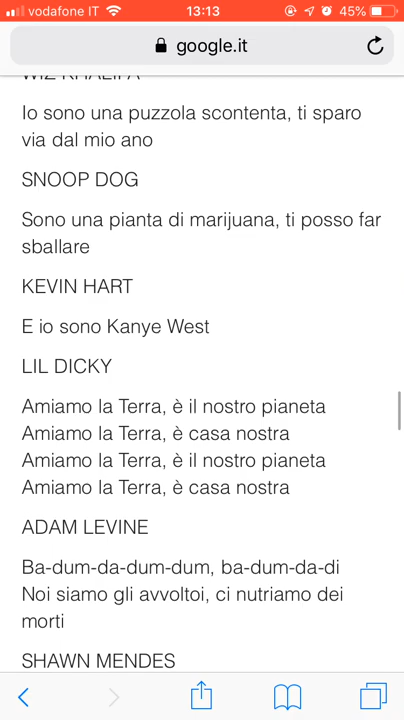 vodafone IT 13:13 45%
google.it
WIZ KHALIFA
Io sono una puzzola scontenta, ti sparo
via dal mio ano
SNOOP DOG
Sono una pianta di marijuana, ti posso far
sballare
KEVIN HART
E io sono Kanye West
LIL DICKY
Amiamo la Terra, è il nostro pianeta
Amiamo la Terra, è casa nostra
Amiamo la Terra, è il nostro pianeta
Amiamo la Terra, è casa nostra
ADAM LEVINE
Ba-dum-da-dum-dum, ba-dum-da-di
Noi siamo gli avvoltoi, ci nutriamo dei
morti
SHAWN MENDES